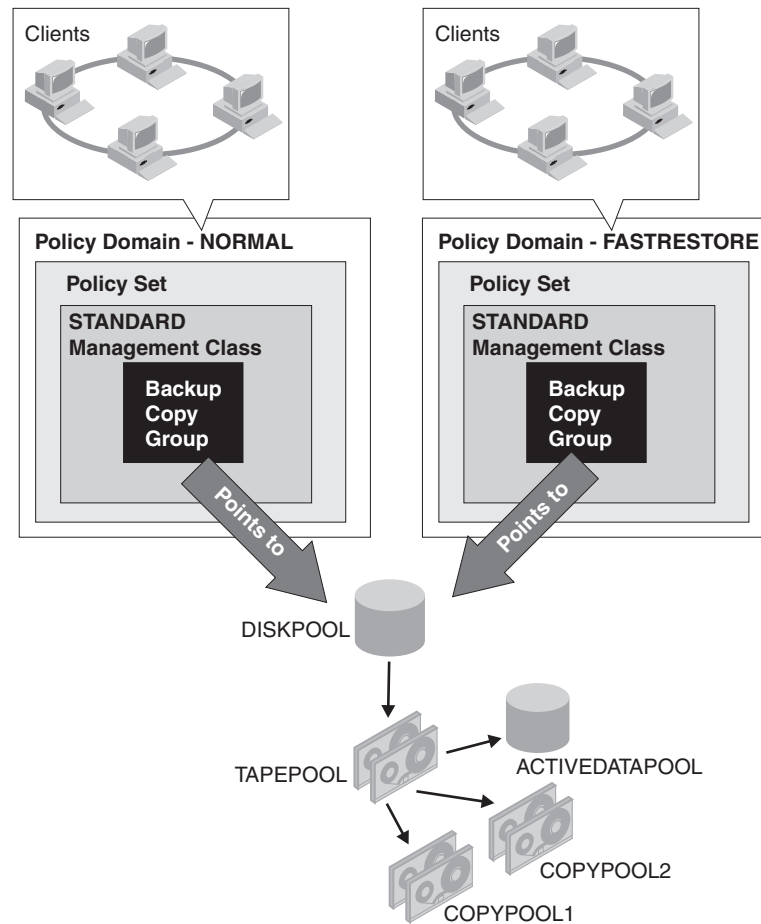 Clients
Policy Domain - NORMAL
Policy Set
STANDARD
Management Class
Backup
Copy
Group
Points to
Clients
Policy Domain - FASTRESTORE
Policy Set
STANDARD
Management Class
Backup
Copy
Group
Points to
DISKPOOL
TAPEPOOL
ACTIVEDATAPOOL
COPYPOOL2
COPYPOOL1